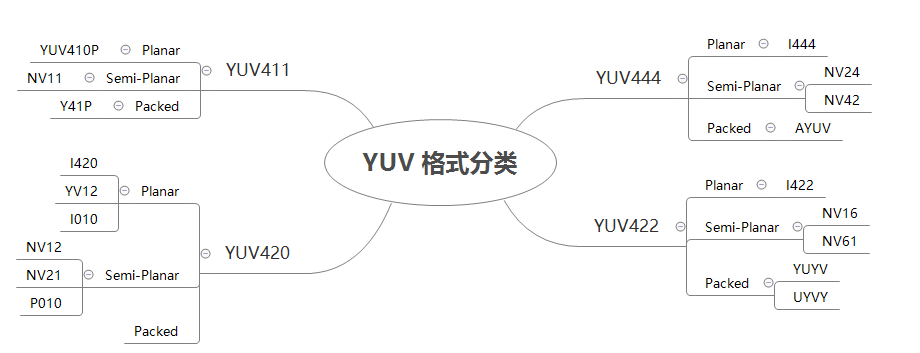 YUV 格式分类
YUV411
Planar
YUV410P
Semi-Planar
NV11
Packed
Y41P
YUV420
Planar
I420
YV12
I010
Semi-Planar
NV12
NV21
P010
Packed
YUV444
Planar
I444
Semi-Planar
NV24
NV42
Packed
AYUV
YUV422
Planar
I422
Semi-Planar
NV16
NV61
Packed
YUYV
UYVY